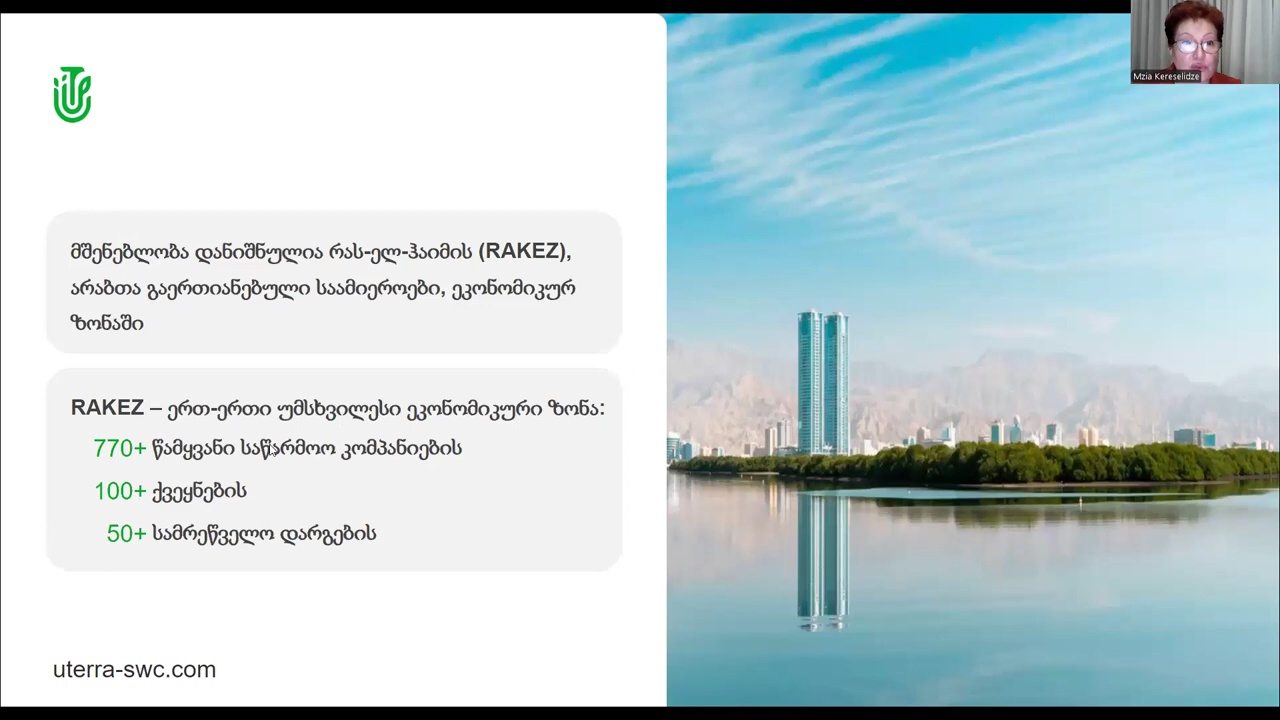 Mzia Kereselidze
მშენებლობა დანიშნულია რას-ელ-ჰაიმის (RAKEZ),
არაბთა გაერთიანებული საამიეროები, ეკონომიკურ
ზონაში
RAKEZ – ერთ-ერთი უმსხვილესი ეკონომიკური ზონა:
770+ წამყვანი საწარმოო კომპანიების
100+ ქვეყნების
50+ სამრეწველო დარგების
uterra-swc.com